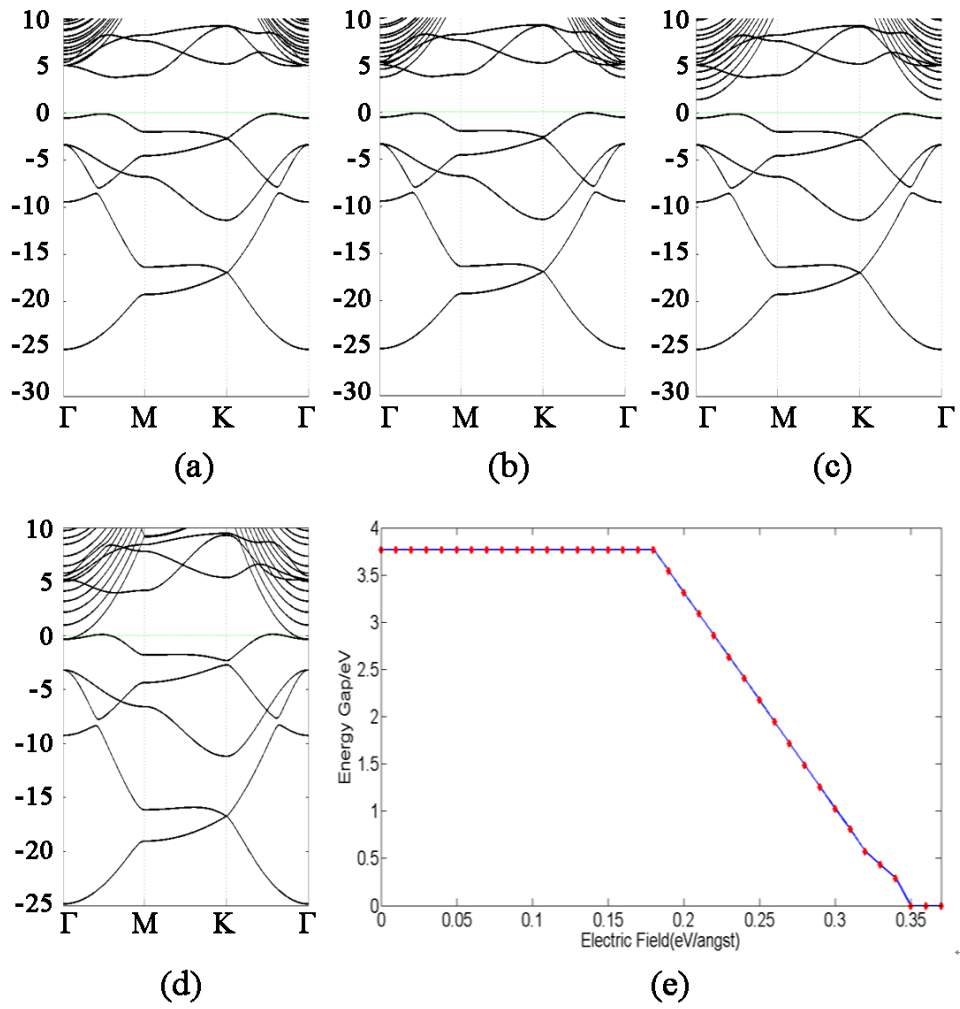 10 10 10
5 5 5
0 0 0
-5 -5 -5
-10 -10 -10
-15 -15 -15
-20 -20 -20
-25 -25 -25
-30 -30 -30
Γ M K Γ Γ M K Γ Γ M K Γ
(a) (b) (c)
10
5
0
-5
-10
-15
-20
-25
Γ M K Γ
(d)
4
3.5
3
2.5
2
1.5
1
0.5
0
Energy Gap/eV
0 0.05 0.1 0.15 0.2 0.25 0.3 0.35
Electric Field(eV/angst)
(e)